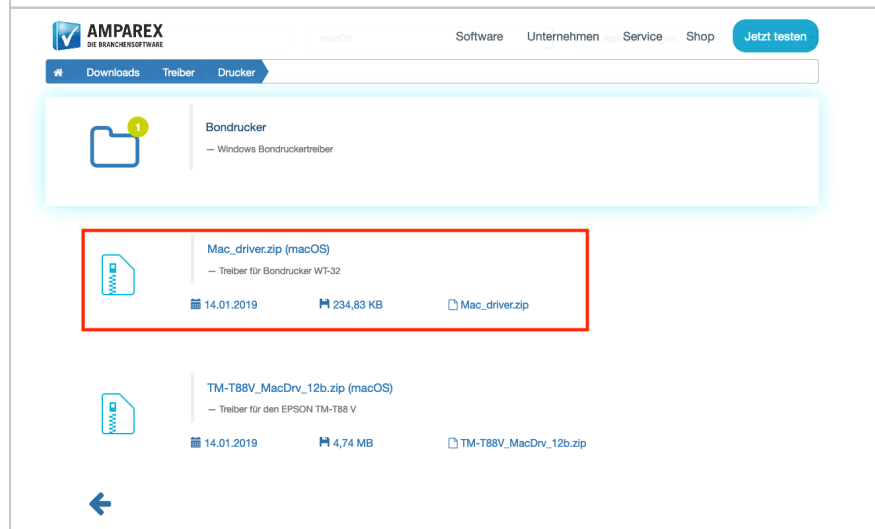 AMPAREX
DIE BRANCHENSOFTWARE
macOS
Software Unternehmen Service Shop Jetzt testen
Downloads Treiber Drucker
1
Bondrucker
— Windows Bondruckertreiber
Mac_driver.zip (macOS)
— Treiber für Bondrucker WT-32
14.01.2019 234,83 KB Mac_driver.zip
TM-T88V_MacDrv_12b.zip (macOS)
— Treiber für den EPSON TM-T88 V
14.01.2019 4,74 MB TM-T88V_MacDrv_12b.zip